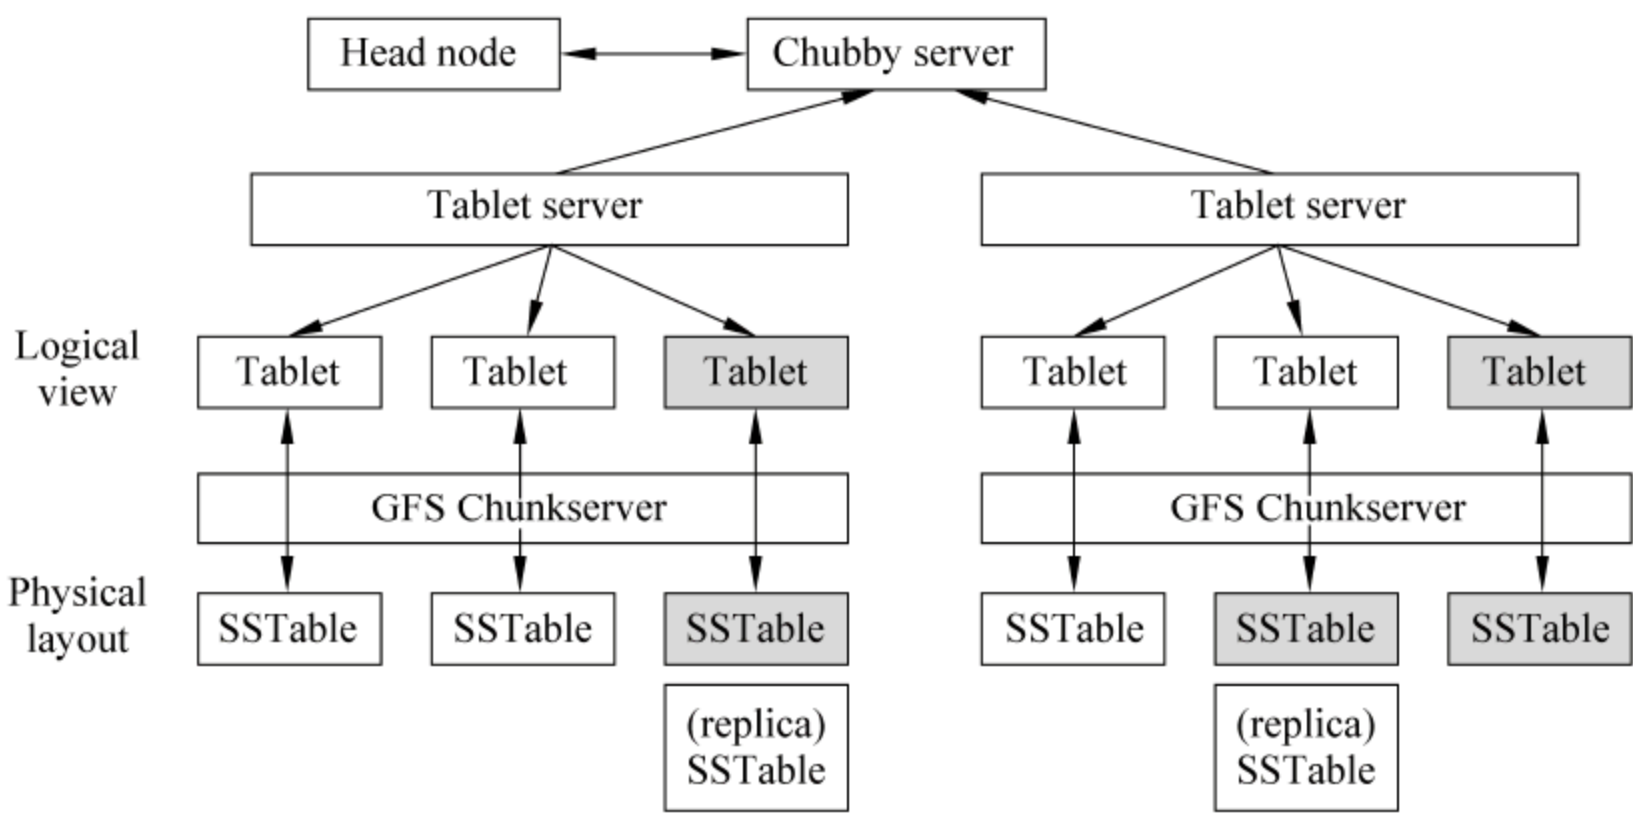 Head node
Chubby server
Tablet server
Tablet server
Logical
view
Tablet
Tablet
Tablet
Tablet
Tablet
Tablet
GFS Chunkserver
GFS Chunkserver
Physical
layout
SSTable
SSTable
SSTable
SSTable
SSTable
SSTable
(replica)
SSTable
(replica)
SSTable